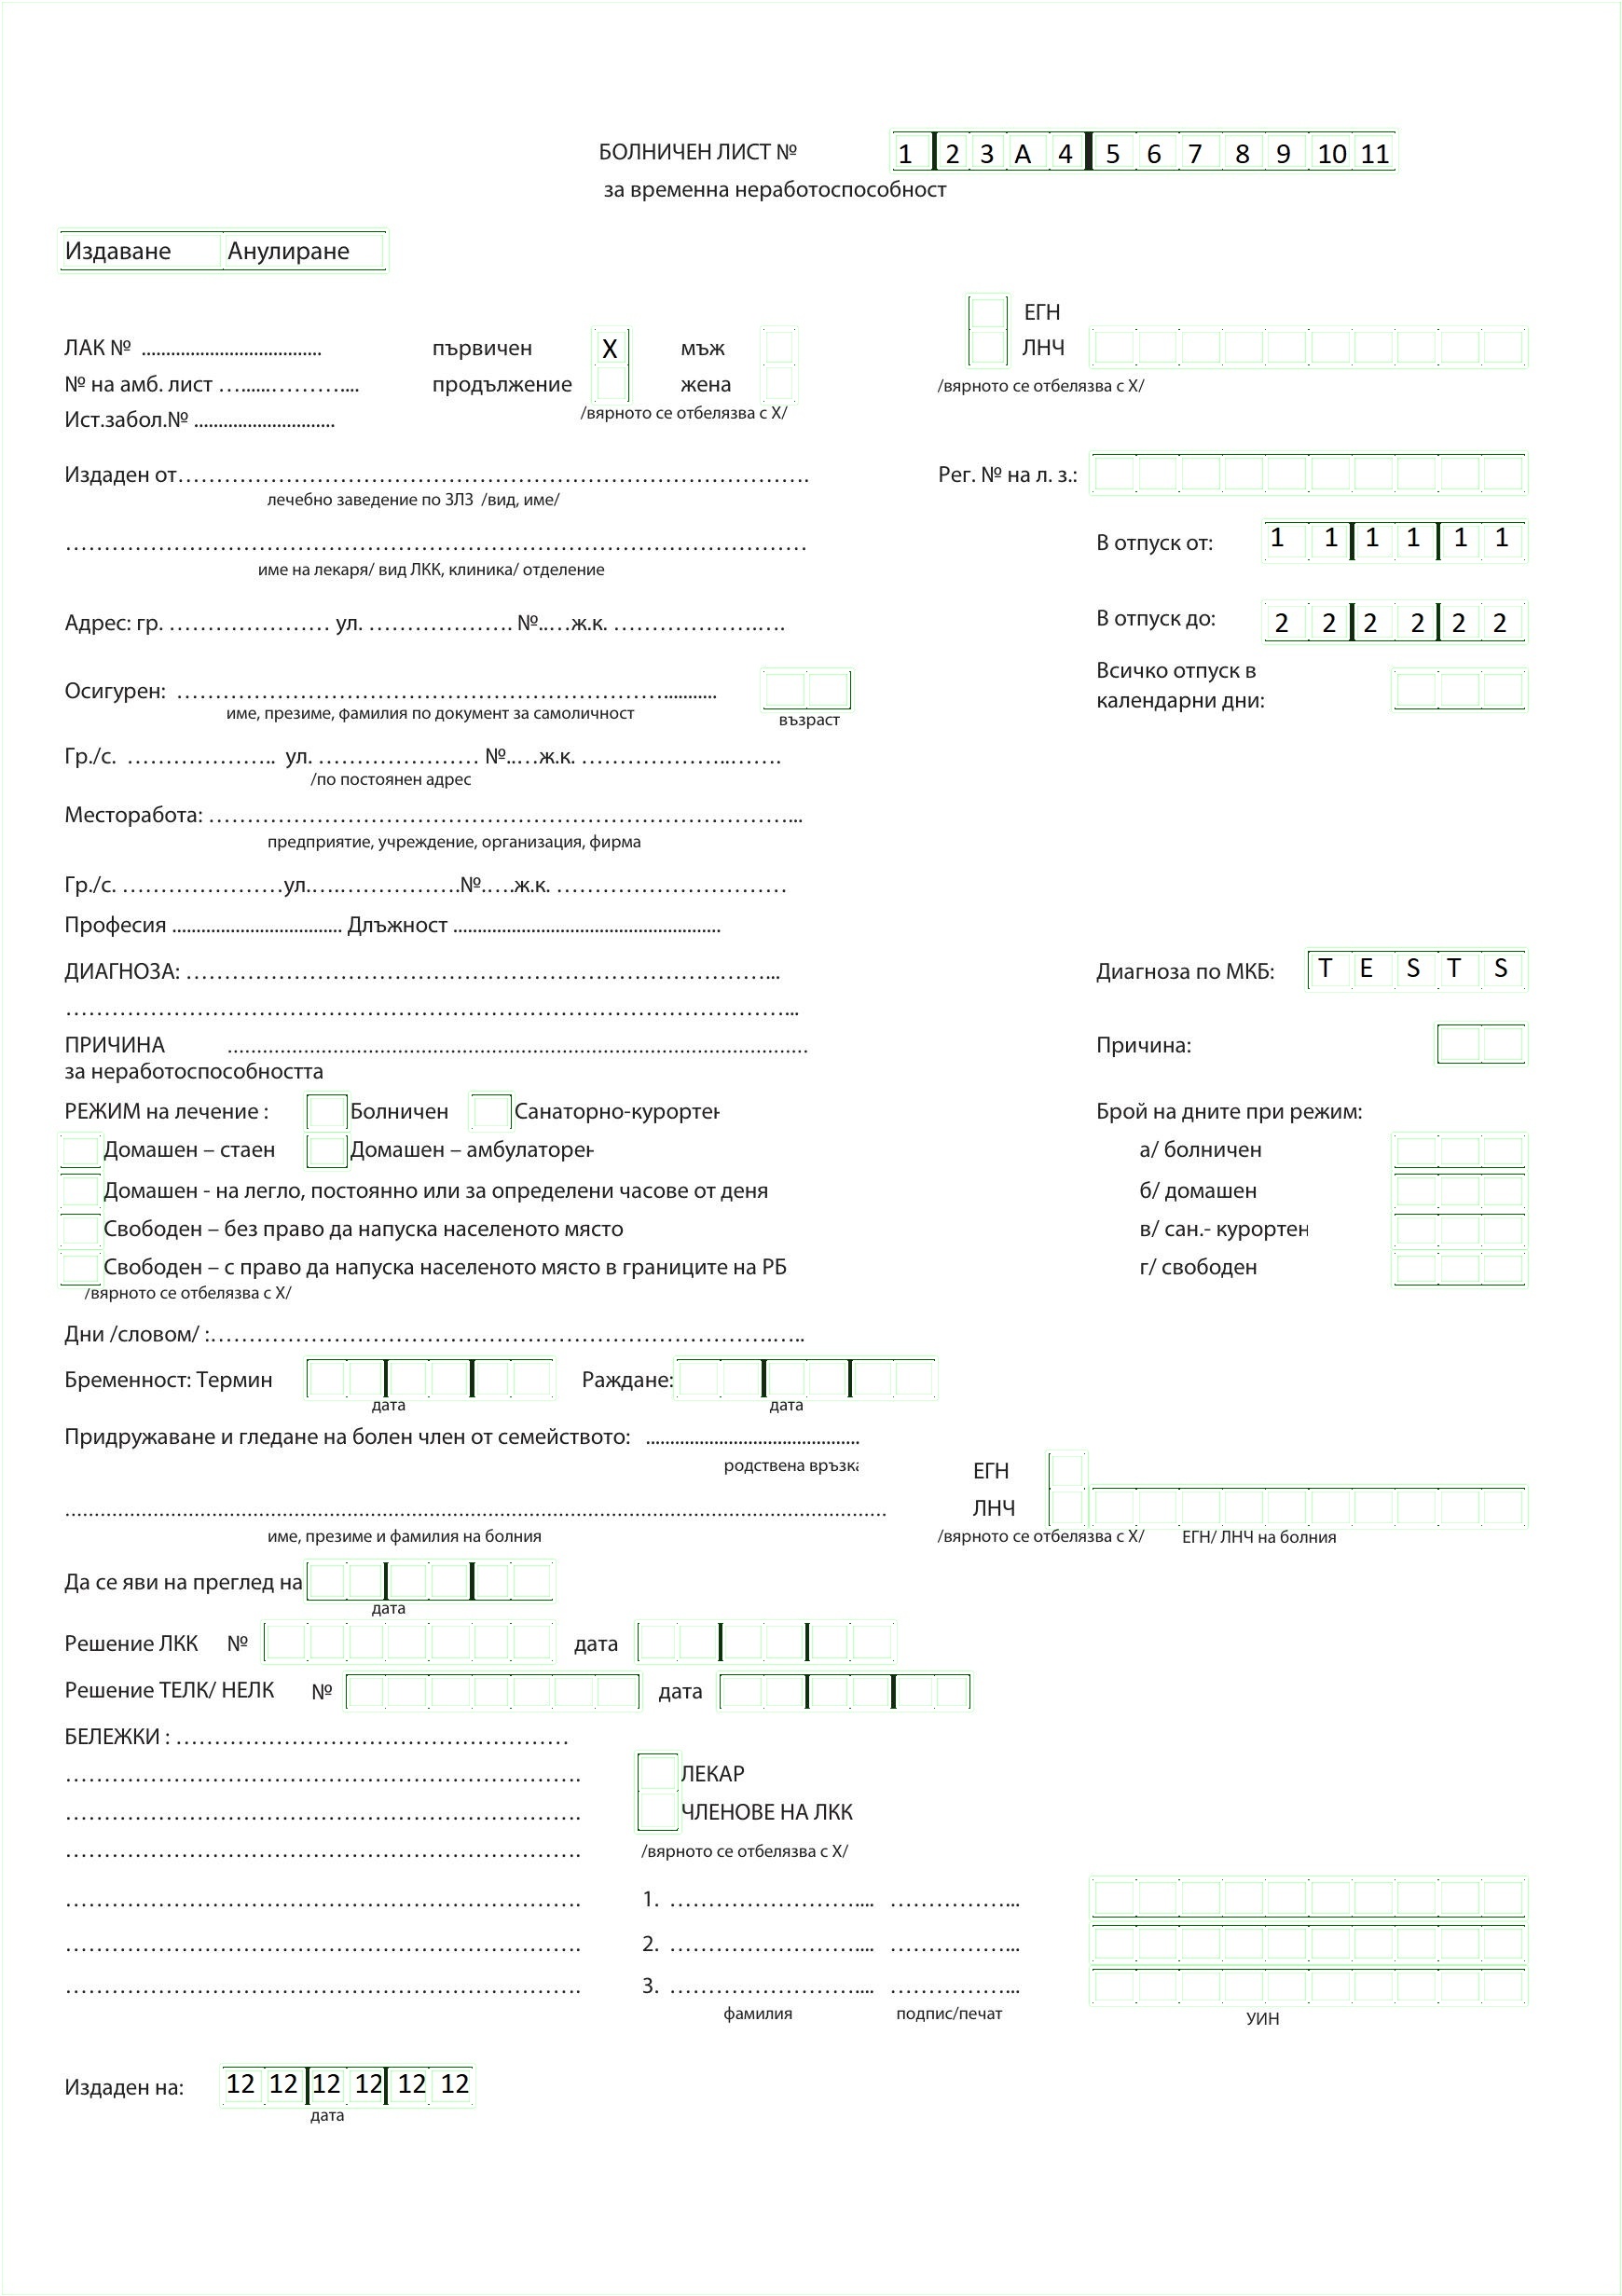 БОЛНИЧЕН ЛИСТ № 1 2 3 A 4 5 6 7 8 9 10 11
за временна неработоспособност
Издаване Анулиране
ЕГН
ЛАК № ..................................... първичен X мъж ЛНЧ
№ на амб. лист …......………... продължение жена /вярното се отбелязва с X/
/вярното се отбелязва с X/
Ист.забол.№ .............................
Издаден от………………………………………………………………………. Рег. № на л. з.:
лечебно заведение по ЗЛЗ /вид, име/
В отпуск от: 1 1 1 1 1 1
……………………………………………………………………………………
име на лекаря/ вид ЛКК, клиника/ отделение
Адрес: гр. ………………… ул. ………………. №..…ж.к. ……………….…. В отпуск до: 2 2 2 2 2 2
Всичко отпуск в
Осигурен: ………………………………………………………........... календарни дни:
име, презиме, фамилия по документ за самоличност възраст
Гр./с. ……………….. ул. ………………… №..…ж.к. ………………..…….
/по постоянен адрес
Месторабота: …………………………………………………………………...
предприятие, учреждение, организация, фирма
Гр./с. …………………ул.….…………….№.….ж.к. …………………………
Професия ................................... Длъжност .......................................................
ДИАГНОЗА: …………………………………………………………………... Диагноза по МКБ: T E S T S
…………………………………………………………………………………...
ПРИЧИНА ........................................................................................................ Причина:
за неработоспособността
РЕЖИМ на лечение : Болничен Санаторно-курортен Брой на дните при режим:
Домашен – стаен Домашен – амбулаторен а/ болничен
Домашен - на легло, постоянно или за определени часове от деня б/ домашен
Свободен – без право да напуска населеното място в/ сан.- курортен
Свободен – с право да напуска населеното място в границите на РБ г/ свободен
/вярното се отбелязва с X/
Дни /словом/ :……………………………………………………………….…..
Бременност: Термин Раждане:
дата дата
Придружаване и гледане на болен член от семейството: ............................................
родствена връзка ЕГН
.................................................................................................................................................. ЛНЧ
име, презиме и фамилия на болния /вярното се отбелязва с X/ ЕГН/ ЛНЧ на болния
Да се яви на преглед на
дата
Решение ЛКК № дата
Решение ТЕЛК/ НЕЛК № дата
БЕЛЕЖКИ : ……………………………………………
…………………………………………………………. ЛЕКАР
…………………………………………………………. ЧЛЕНОВЕ НА ЛКК
…………………………………………………………. /вярното се отбелязва с X/
…………………………………………………………. 1. …………………….... ……………...
…………………………………………………………. 2. …………………….... ……………...
…………………………………………………………. 3. …………………….... ……………...
фамилия подпис/печат УИН
Издаден на: 12 12 12 12 12 12
дата